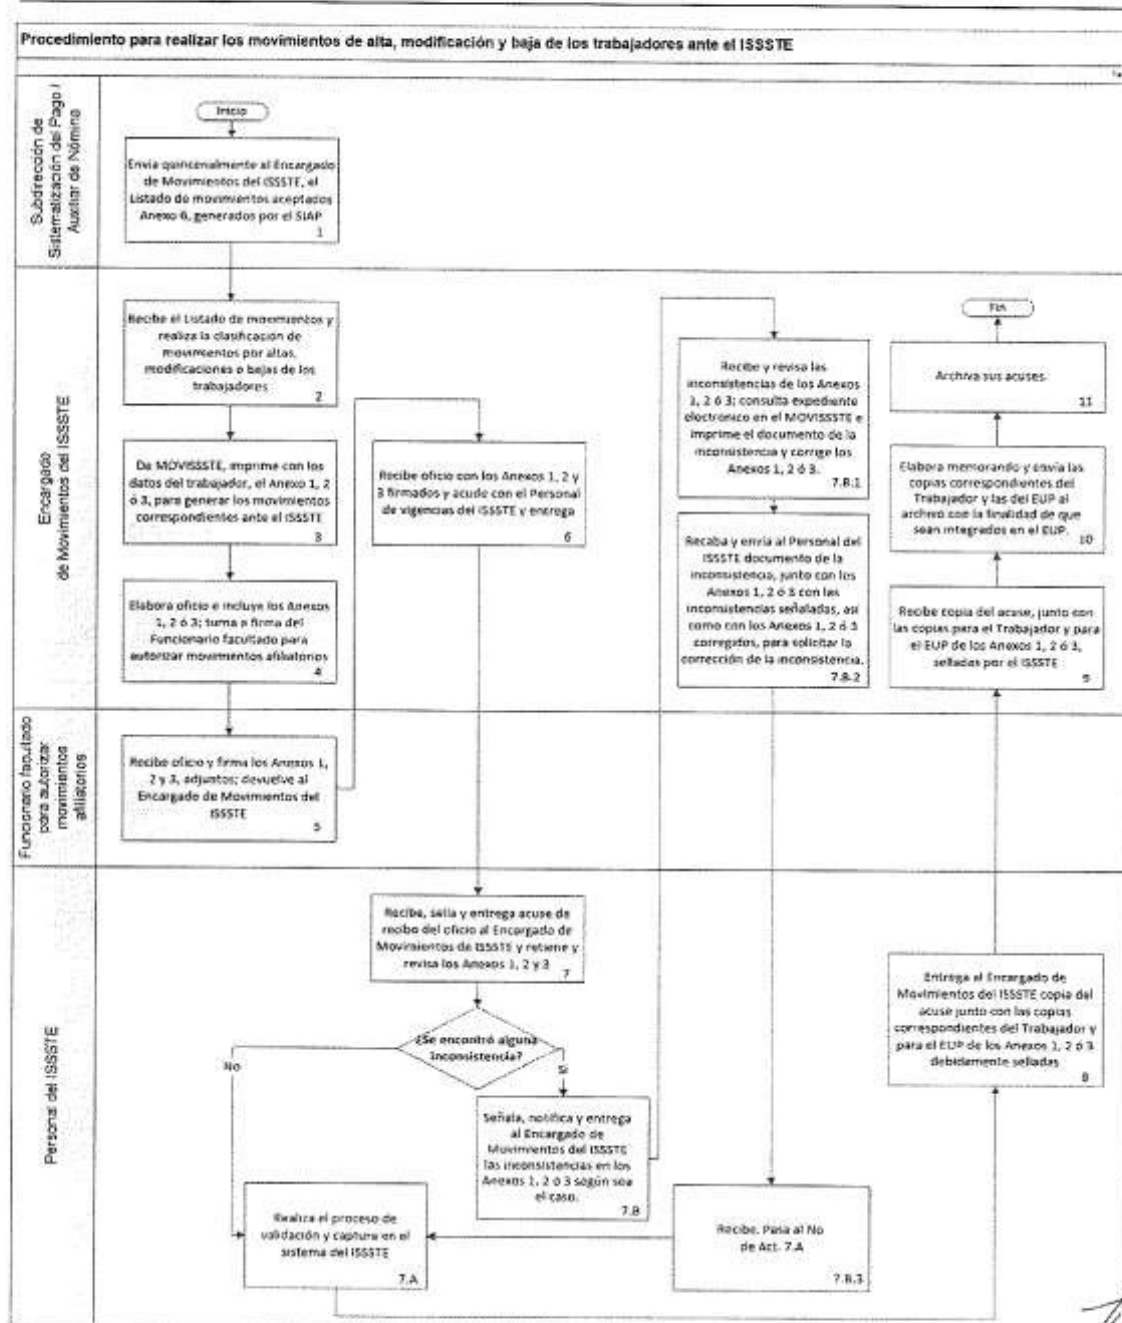 Procedimiento para realizar los movimientos de alta, modificación y baja de los trabajadores ante el ISSSTE
Subdirección de
Sistematización del Pago /
Auxiliar de Nómina
Inicio
Envía quincenalmente al Encargado
de Movimientos del ISSSTE, el
Listado de movimientos aceptados
Anexo 6, generados por el SIAP
1
Encargado
de Movimientos del ISSSTE
Recibe el Listado de movimientos y
realiza la clasificación de
movimientos por altas,
modificaciones o bajas de los
trabajadores
2
De MOVISSSTE, imprime con los
datos del trabajador, el Anexo 1, 2
ó 3, para generar los movimientos
correspondientes ante el ISSSTE
3
Elabora oficio e incluye los Anexos
1, 2 ó 3; turna a firma del
Funcionario facultado para
autorizar movimientos afiliatorios
4
Recibe oficio con los Anexos 1, 2 y
3 firmados y acude con el Personal
de vigencias del ISSSTE y entrega
6
Recibe y revisa las
inconsistencias de los Anexos
1, 2 ó 3; consulta expediente
electrónico en el MOVISSSTE e
imprime el documento de la
inconsistencia y corrige los
Anexos 1, 2 ó 3.
7.B.1
Recaba y envía al Personal del
ISSSTE documento de la
inconsistencia, junto con los
Anexos 1, 2 ó 3 con las
inconsistencias señaladas, así
como con los Anexos 1, 2 ó 3
corregidos, para solicitar la
corrección de la inconsistencia.
7.B.2
Fin
Archiva sus acuses.
11
Elabora memorando y envía las
copias correspondientes del
Trabajador y las del EUP al
archivo con la finalidad de que
sean integrados en el EUP.
10
Recibe copia del acuse, junto con
las copias para el Trabajador y para
el EUP de los Anexos 1, 2 ó 3,
selladas por el ISSSTE
9
Funcionario facultado
para autorizar
movimientos
afiliatorios
Recibe oficio y firma los Anexos 1,
2 y 3, adjuntos; devuelve al
Encargado de Movimientos del
ISSSTE
5
Personal del ISSSTE
Recibe, sella y entrega acuse de
recibo del oficio al Encargado de
Movimientos de ISSSTE y retiene y
revisa los Anexos 1, 2 y 3
7
¿Se encontró alguna
inconsistencia?
No
Sí
Señala, notifica y entrega
al Encargado de
Movimientos del ISSSTE
las inconsistencias en los
Anexos 1, 2 ó 3 según sea
el caso.
7.B
Realiza el proceso de
validación y captura en el
sistema del ISSSTE
7.A
Recibe. Pasa al No
de Act. 7.A
7.B.3
Entrega al Encargado de
Movimientos del ISSSTE copia del
acuse junto con las copias
correspondientes del Trabajador y
para el EUP de los Anexos 1, 2 ó 3
debidamente selladas
8